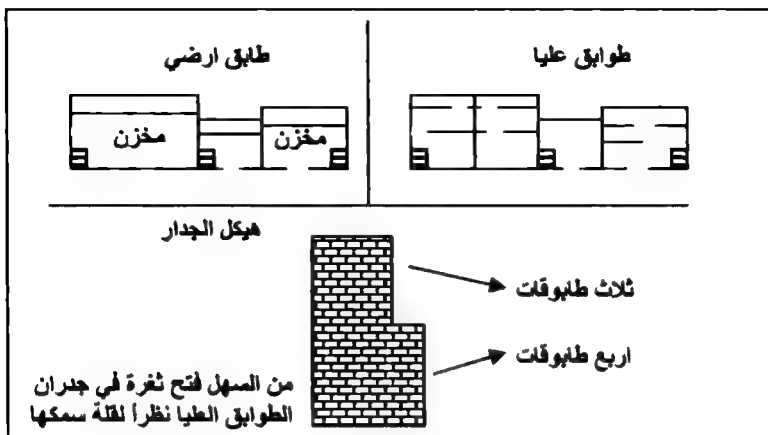 طابق ارضي
طوابق عليا
مخزن
مخزن
هيكل الجدار
ثلاث طابوقات
اربع طابوقات
من السهل فتح ثغرة في جدران
الطوابق العليا نظراً لقلة سمكها